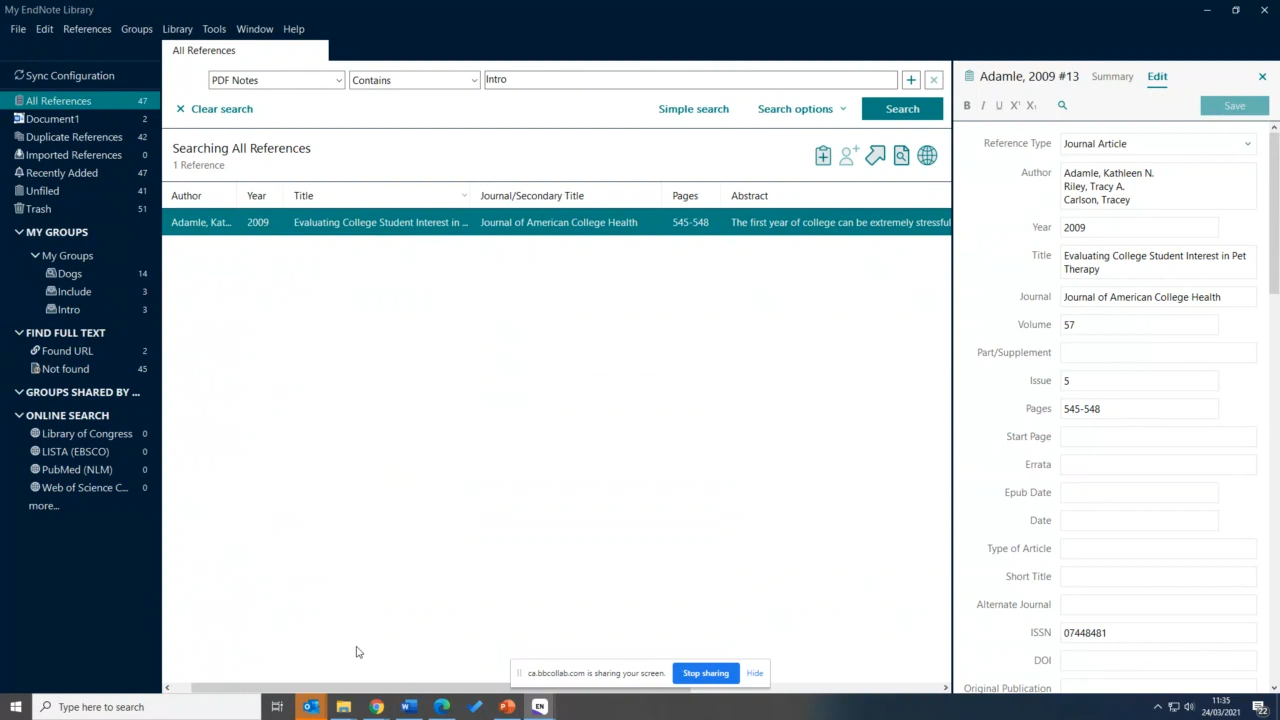 My EndNote Library
File Edit References Groups Library Tools Window Help
Sync Configuration
All References 47
Document1 2
Duplicate References 42
Imported References 0
Recently Added 47
Unfiled 41
Trash 51
MY GROUPS
My Groups
Dogs 14
Include 3
Intro 3
FIND FULL TEXT
Found URL 2
Not found 45
GROUPS SHARED BY ...
ONLINE SEARCH
Library of Congress 0
LISTA (EBSCO) 0
PubMed (NLM) 0
Web of Science C... 0
more...
All References
PDF Notes Contains Intro
Clear search Simple search Search options Search
Searching All References
1 Reference
Author Year Title Journal/Secondary Title Pages Abstract
Adamle, Kat... 2009 Evaluating College Student Interest in ... Journal of American College Health 545-548 The first year of college can be extremely stressful
Adamle, 2009 #13 Summary Edit
B I U X¹ X₁ Save
Reference Type Journal Article
Author Adamle, Kathleen N.
Riley, Tracy A.
Carlson, Tracey
Year 2009
Title Evaluating College Student Interest in Pet
Therapy
Journal Journal of American College Health
Volume 57
Part/Supplement
Issue 5
Pages 545-548
Start Page
Errata
Epub Date
Date
Type of Article
Short Title
Alternate Journal
ISSN 07448481
DOI
Original Publication
ca.bbcollab.com is sharing your screen. Stop sharing Hide
Type here to search
EN
11:35
24/03/2021
22